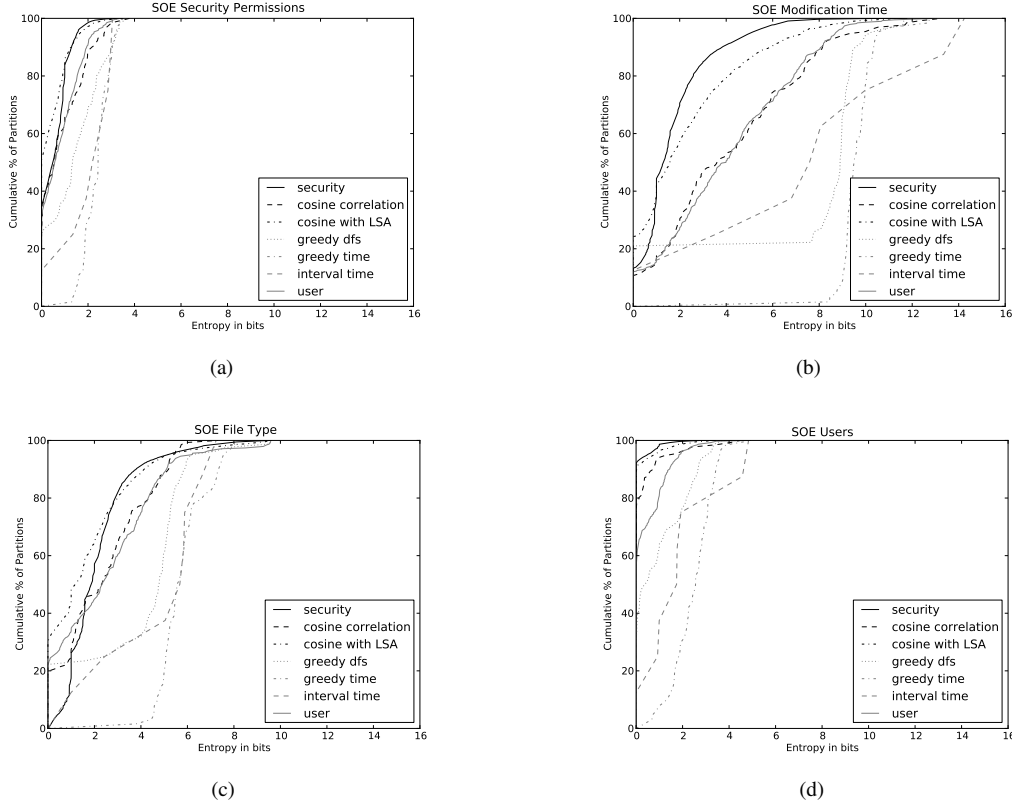 SOE Security Permissions
100
80
60
40
20
0
Cumulative % of Partitions
security
cosine correlation
cosine with LSA
greedy dfs
greedy time
interval time
user
0 2 4 6 8 10 12 14 16
Entropy in bits
(a)
SOE Modification Time
100
80
60
40
20
0
Cumulative % of Partitions
security
cosine correlation
cosine with LSA
greedy dfs
greedy time
interval time
user
0 2 4 6 8 10 12 14 16
Entropy in bits
(b)
SOE File Type
100
80
60
40
20
0
Cumulative % of Partitions
security
cosine correlation
cosine with LSA
greedy dfs
greedy time
interval time
user
0 2 4 6 8 10 12 14 16
Entropy in bits
(c)
SOE Users
100
80
60
40
20
0
Cumulative % of Partitions
security
cosine correlation
cosine with LSA
greedy dfs
greedy time
interval time
user
0 2 4 6 8 10 12 14 16
Entropy in bits
(d)